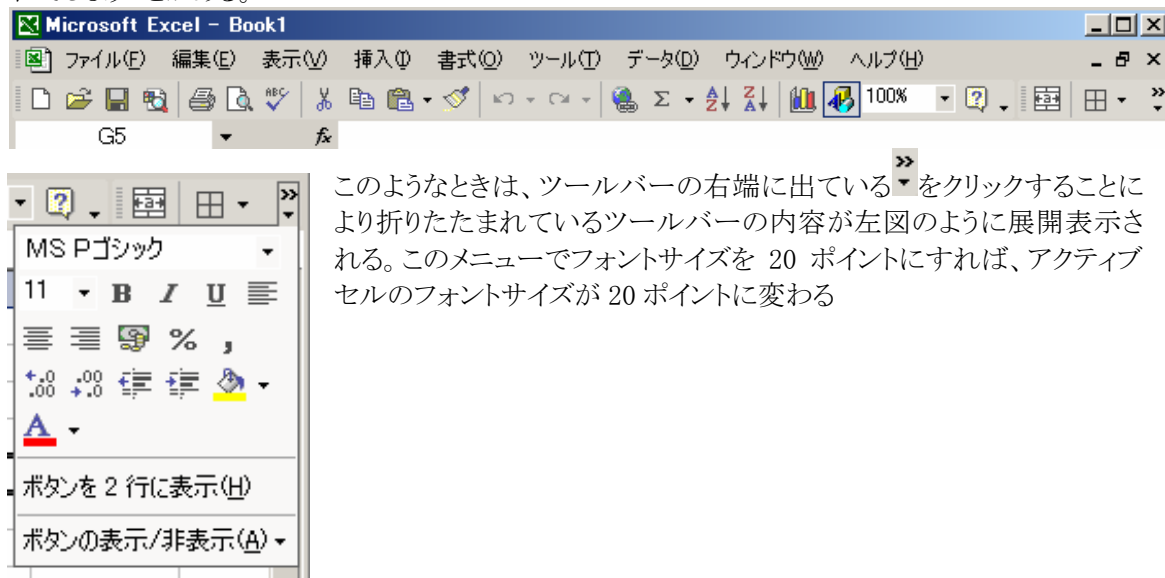 Microsoft Excel - Book1
ファイル(F) 編集(E) 表示(V) 挿入(I) 書式(O) ツール(T) データ(D) ウィンドウ(W) ヘルプ(H)
ABC 100%
G5 fx
このようなときは、ツールバーの右端に出ている をクリックすることに
より折りたたまれているツールバーの内容が左図のように展開表示さ
れる。このメニューでフォントサイズを 20 ポイントにすれば、アクティブ
セルのフォントサイズが 20 ポイントに変わる
MS Pゴシック
11 B I U
% ,
.0 .00 .00 .0
A
ボタンを 2 行に表示(H)
ボタンの表示/非表示(A)